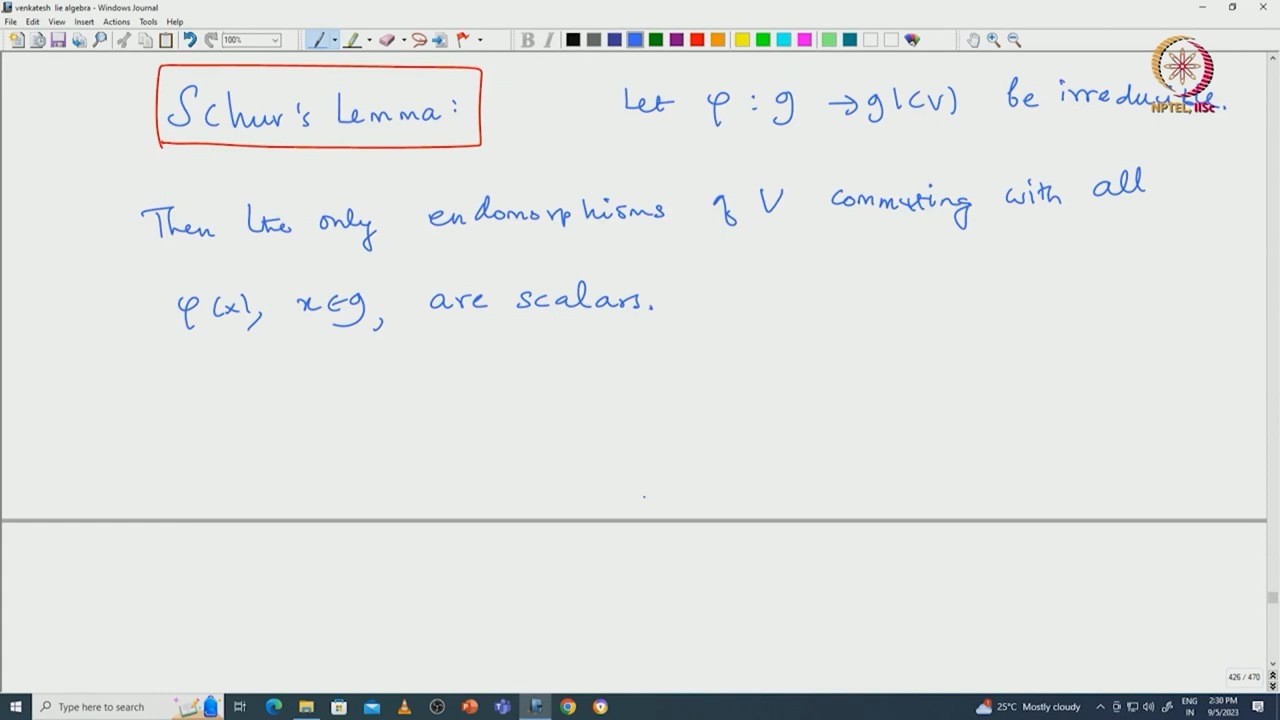 venkatesh lie algebra - Windows Journal
File Edit View Insert Actions Tools Help
100%
B I
Schur's Lemma: Let φ : g → gl(V) be irreducible.
NPTEL, IISc
Then the only endomorphisms of V commuting with all
φ(x), x ∈ g, are scalars.
426 / 470
Type here to search
25°C Mostly cloudy
ENG
IN
2:30 PM
9/5/2023